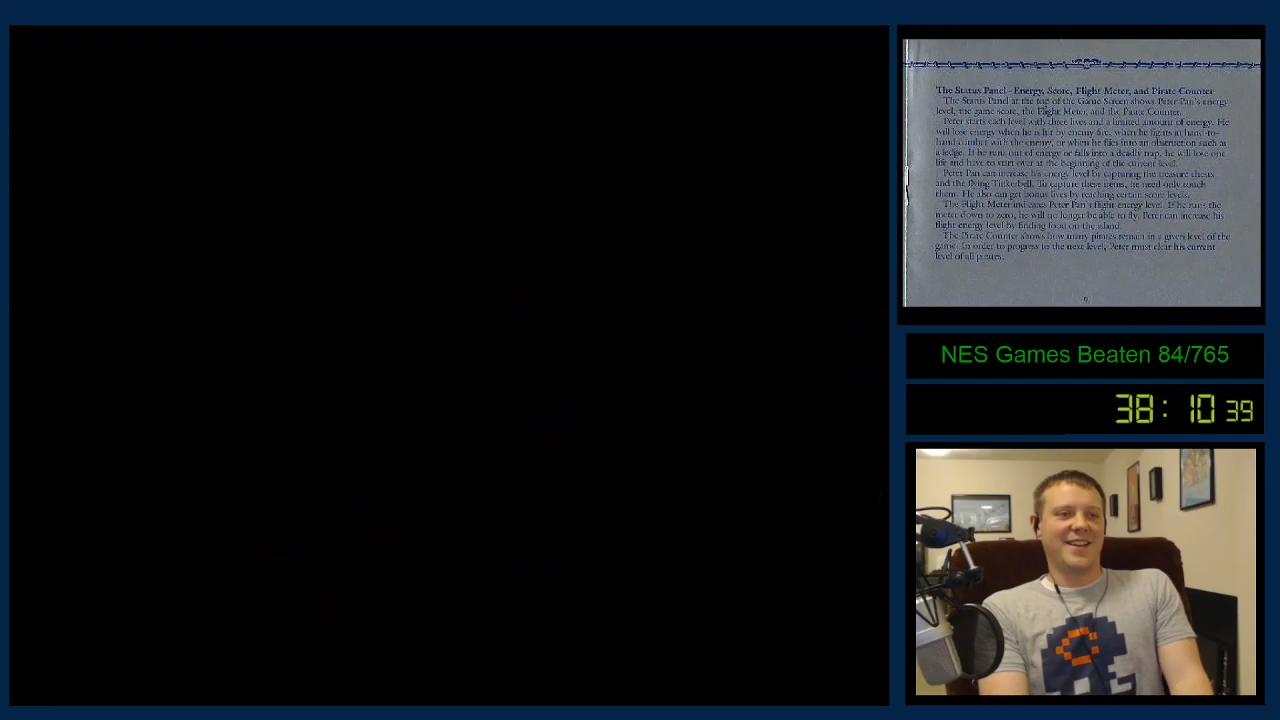 The Status Panel - Energy, Score, Flight Meter, and Pirate Counter
The Status Panel at the top of the Game Screen shows Peter Pan's energy
level, the game score, the Flight Meter, and the Pirate Counter.
Peter starts each level with three lives and a limited amount of energy. He
will lose energy when he is hit by enemy fire, when he fights in hand-to-
hand combat with the enemy, or when he flies into an obstruction such as
a ledge. If he runs out of energy or falls into a deadly trap, he will lose one
life and have to start over at the beginning of the current level.
Peter Pan can increase his energy level by capturing the treasure chests
and the flying Tinkerbell. To capture these items, he need only touch
them. He also can get bonus lives by reaching certain score levels.
The Flight Meter indicates Peter Pan's flight energy level. If he runs the
meter down to zero, he will no longer be able to fly. Peter can increase his
flight energy level by finding food on the island.
The Pirate Counter shows how many pirates remain in a given level of the
game. In order to progress to the next level, Peter must clear his current
level of all pirates.
NES Games Beaten 84/765
38:10 39